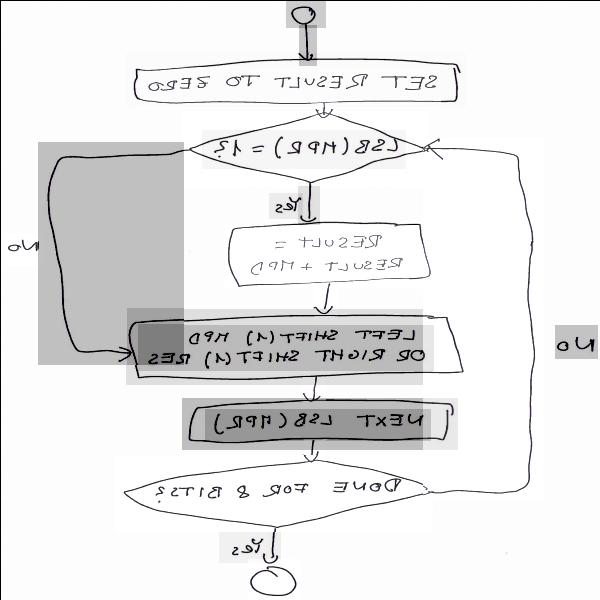 SET RESULT TO ZERO
LSB(MPR) = 1?
Yes
no
RESULT =
RESULT + MPD
LEFT SHIFT(1) MPD
OR RIGHT SHIFT(1) RES
no
NEXT LSB(MPR)
DONE FOR 8 BITS?
Yes